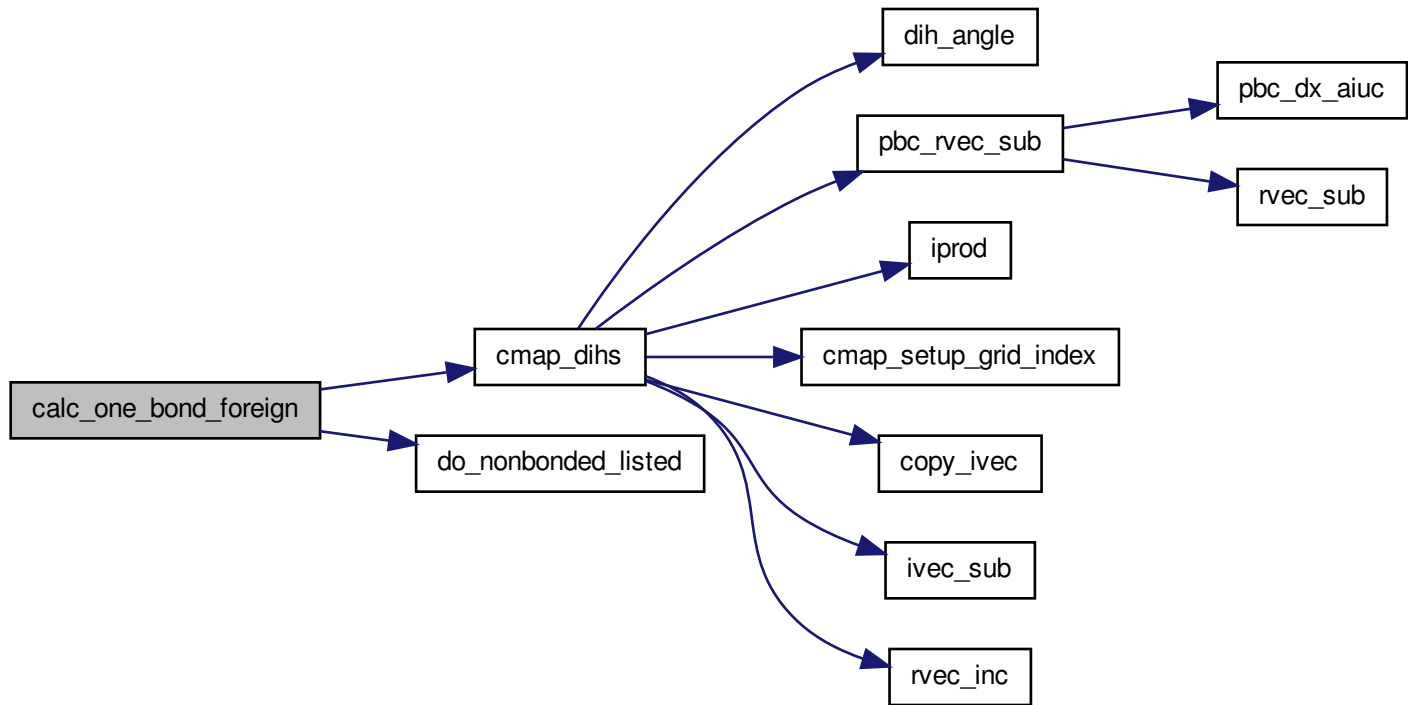 dih_angle
pbc_dx_aiuc
pbc_rvec_sub
rvec_sub
iprod
cmap_dihs
cmap_setup_grid_index
calc_one_bond_foreign
do_nonbonded_listed
copy_ivec
ivec_sub
rvec_inc